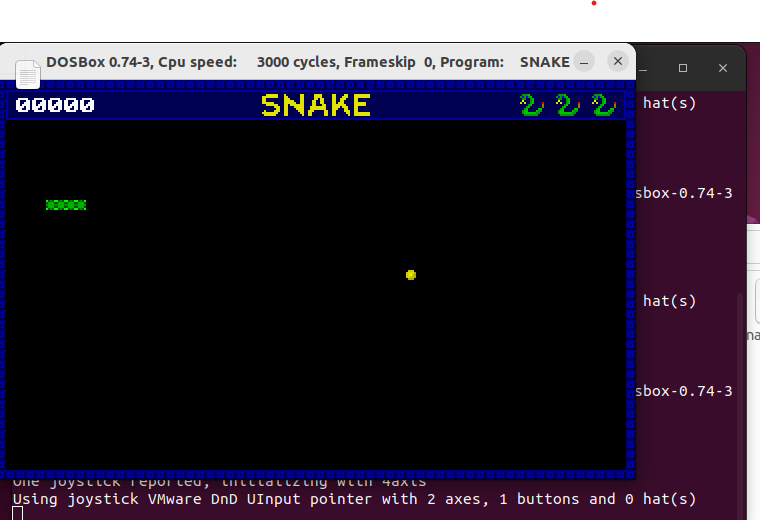 DOSBox 0.74-3, Cpu speed: 3000 cycles, Frameskip 0, Program: SNAKE
00000 SNAKE
hat(s)
sbox-0.74-3
hat(s)
na
sbox-0.74-3
One joystick reported, initializing with 4axis
Using joystick VMware DnD UInput pointer with 2 axes, 1 buttons and 0 hat(s)